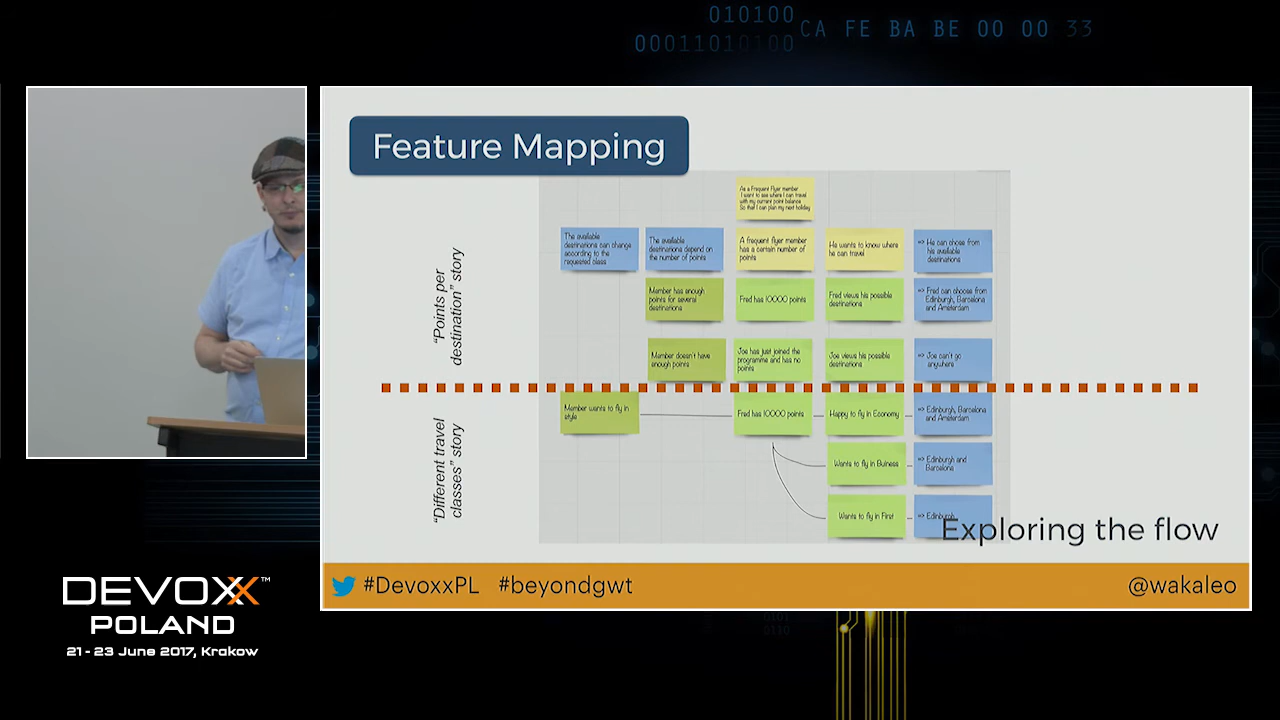 010100
000110 10100
CA FE BA BE 00 00 33
Feature Mapping
As a Frequent Flyer member
I want to see where I can travel
with my current point balance
So that I can plan my next holiday
"Points per
destination" story
The available
destinations can change
according to the
requested class
The available
destinations depend on
the number of points
A frequent flyer member
has a certain number of
points
He wants to know where
he can travel
=> He can chose from
his available
destinations
Member has enough
points for several
destinations
Fred has 10000 points
Fred views his possible
destinations
=> Fred can choose from
Edinburgh, Barcelona
and Amsterdam
Member doesn't have
enough points
Joe has just joined the
programme and has no
points
Joe views his possible
destinations
=> Joe can't go
anywhere
"Different travel
classes" story
Member wants to fly in
style
Fred has 10000 points
Happy to fly in Economy
=> Edinburgh, Barcelona
and Amsterdam
Wants to fly in Buiness
=> Edinburgh and
Barcelona
Wants to fly in First
=> Edinburgh
Exploring the flow
#DevoxxPL #beyondgwt
@wakaleo
DEVOXX™
POLAND
21 - 23 June 2017, Krakow